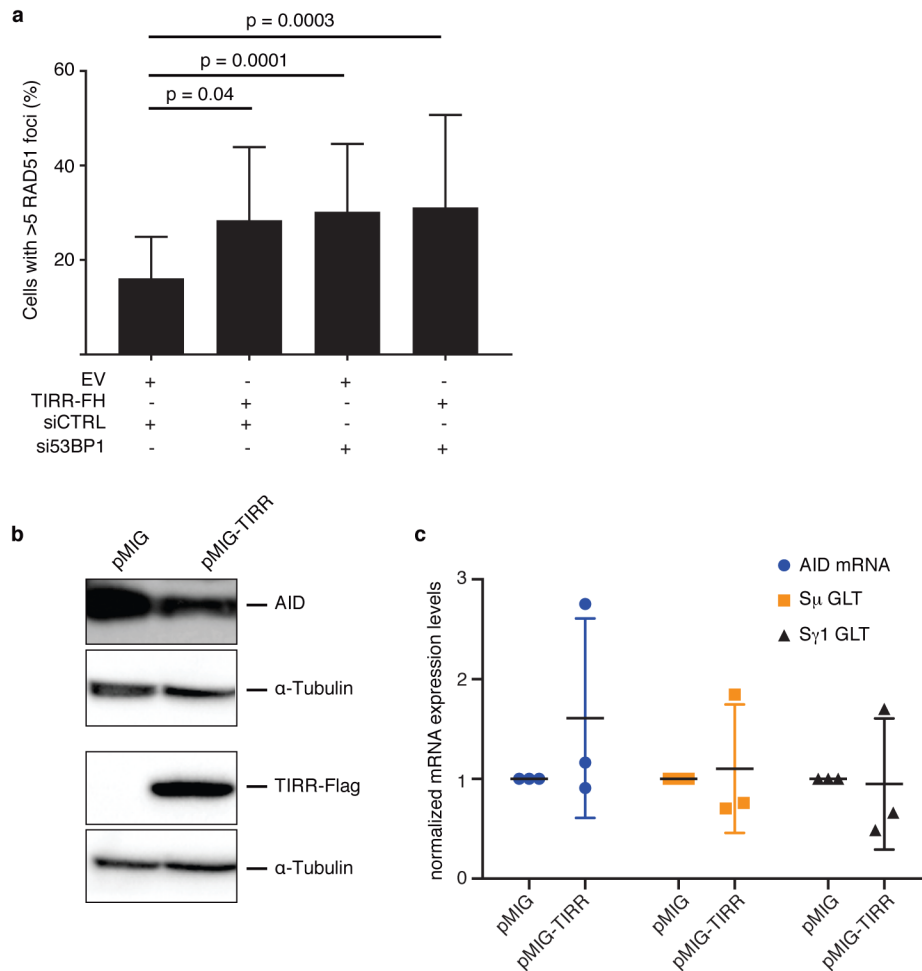 a
p = 0.0003
p = 0.0001
p = 0.04
Cells with >5 RAD51 foci (%)
60
40
20
EV + - + -
TIRR-FH - + - +
siCTRL + + - -
si53BP1 - - + +
b
pMIG
pMIG-TIRR
AID
α-Tubulin
TIRR-Flag
α-Tubulin
c
normalized mRNA expression levels
3
2
1
0
AID mRNA
Sμ GLT
Sγ1 GLT
pMIG
pMIG-TIRR
pMIG
pMIG-TIRR
pMIG
pMIG-TIRR